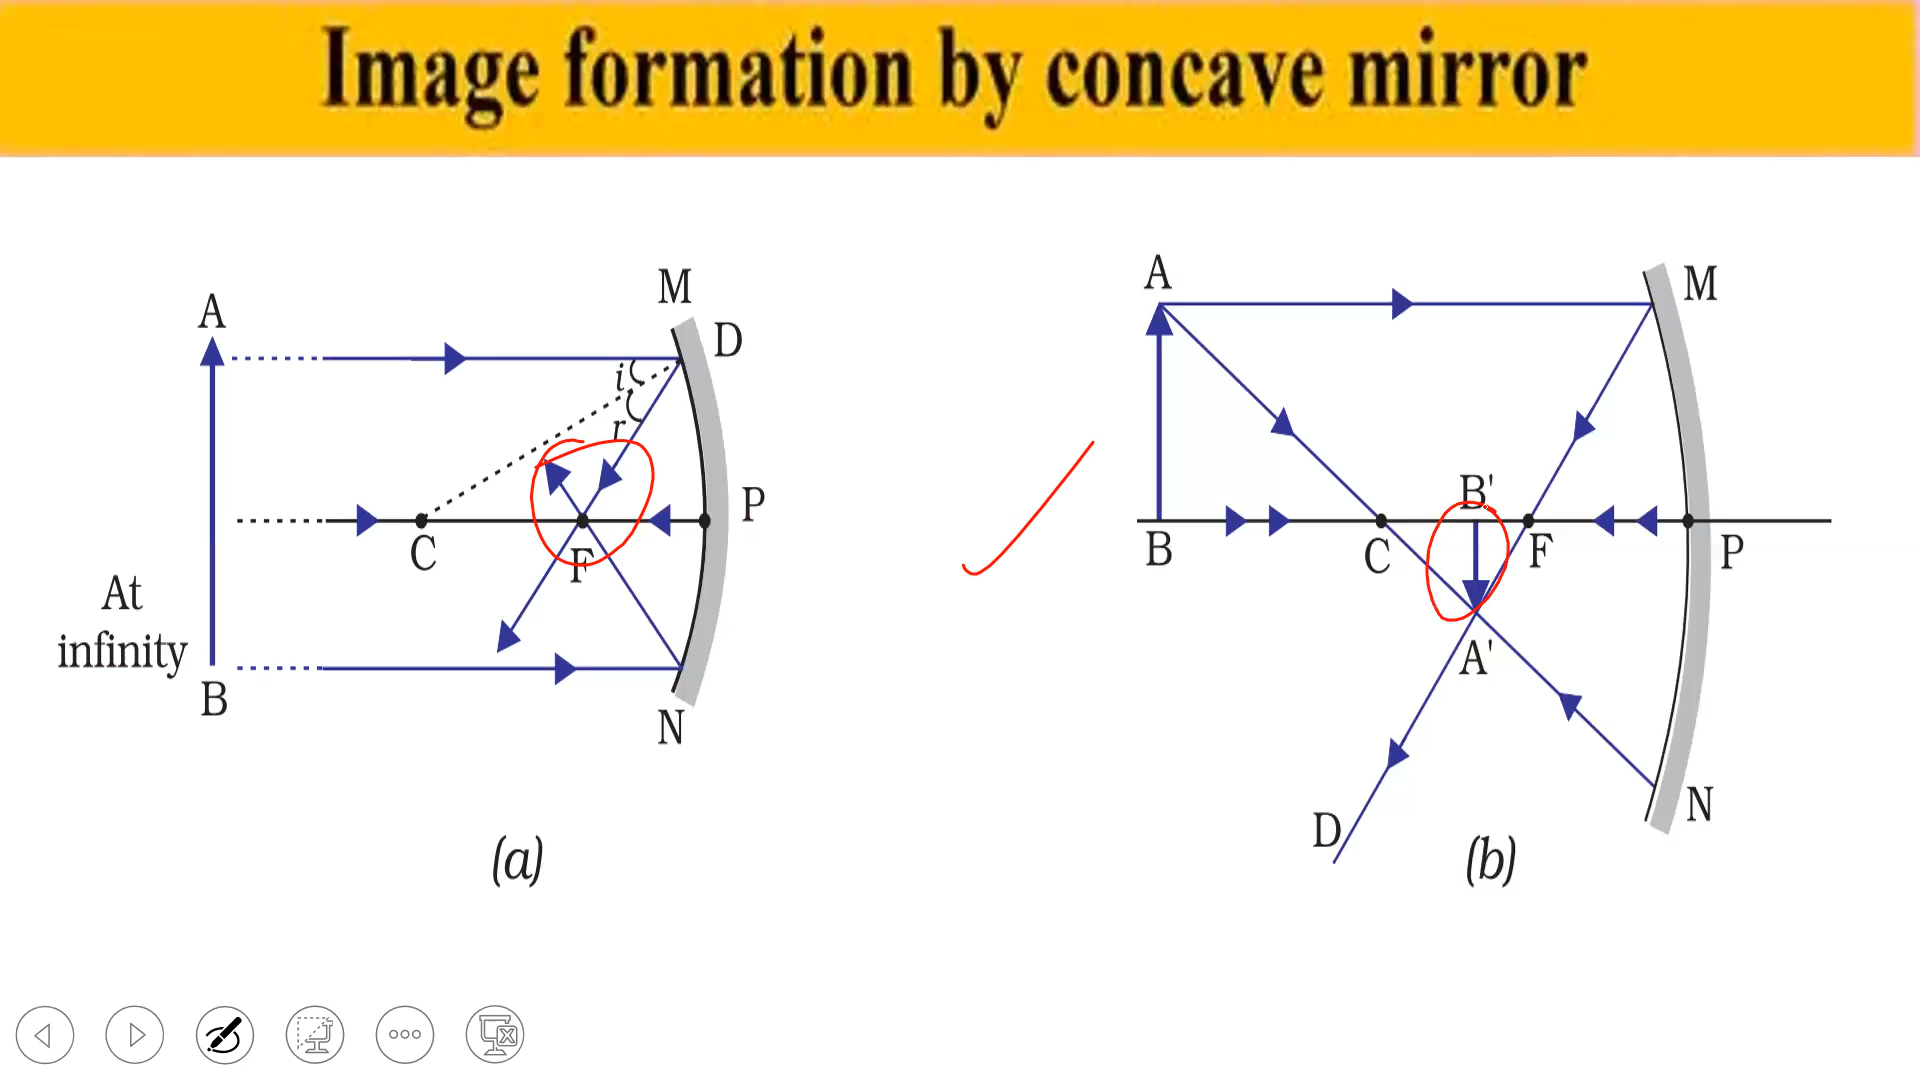 Image formation by concave mirror
A
M
D
i
r
P
C
F
At
infinity
B
N
(a)
A
M
B'
B
C
F
P
A'
D
N
(b)